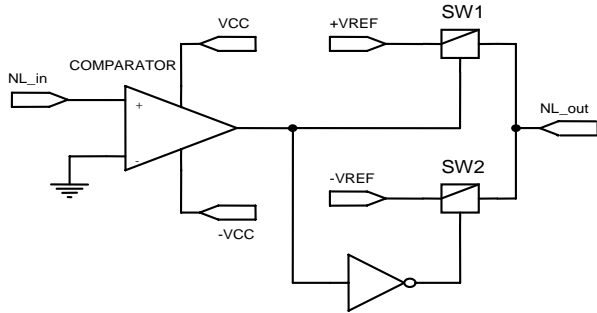 SW1
VCC
+VREF
COMPARATOR
NL_in
+
NL_out
-
-VREF
SW2
-VCC